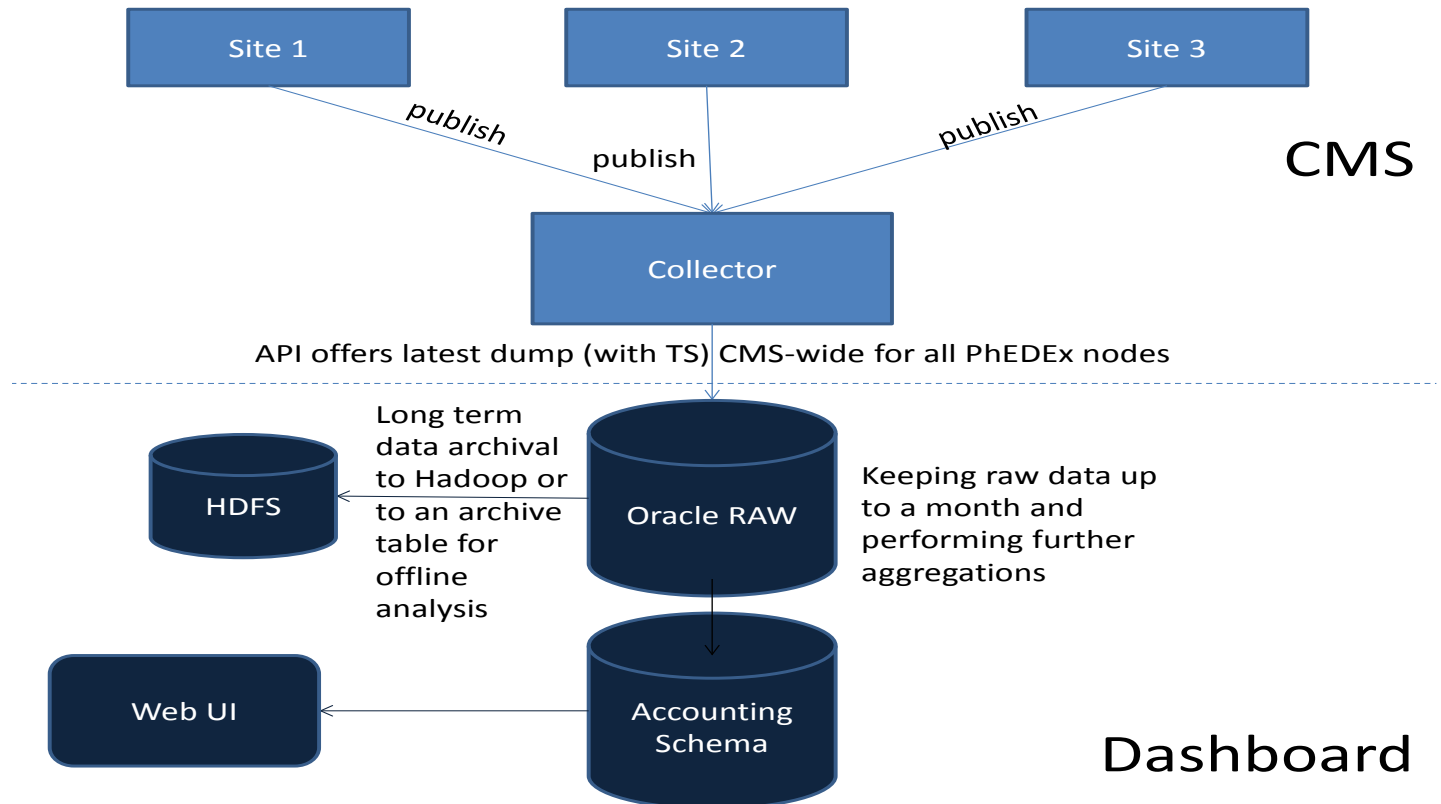 Site 1
Site 2
Site 3
publish
publish
publish
CMS
Collector
API offers latest dump (with TS) CMS-wide for all PhEDEx nodes
Long term
data archival
to Hadoop or
to an archive
table for
offline
analysis
HDFS
Oracle RAW
Keeping raw data up
to a month and
performing further
aggregations
Web UI
Accounting
Schema
Dashboard